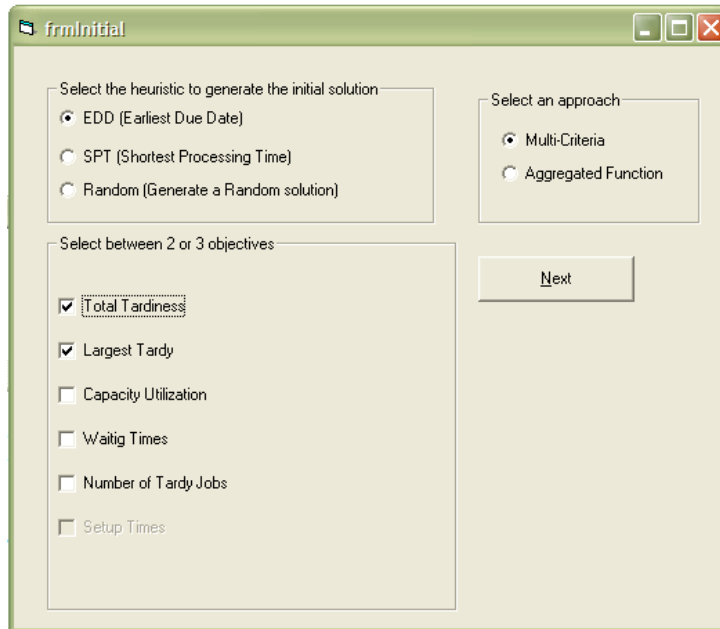 frmInitial
Select the heuristic to generate the initial solution
EDD (Earliest Due Date)
SPT (Shortest Processing Time)
Random (Generate a Random solution)
Select an approach
Multi-Criteria
Aggregated Function
Select between 2 or 3 objectives
Total Tardiness
Largest Tardy
Capacity Utilization
Waitig Times
Number of Tardy Jobs
Setup Times
Next